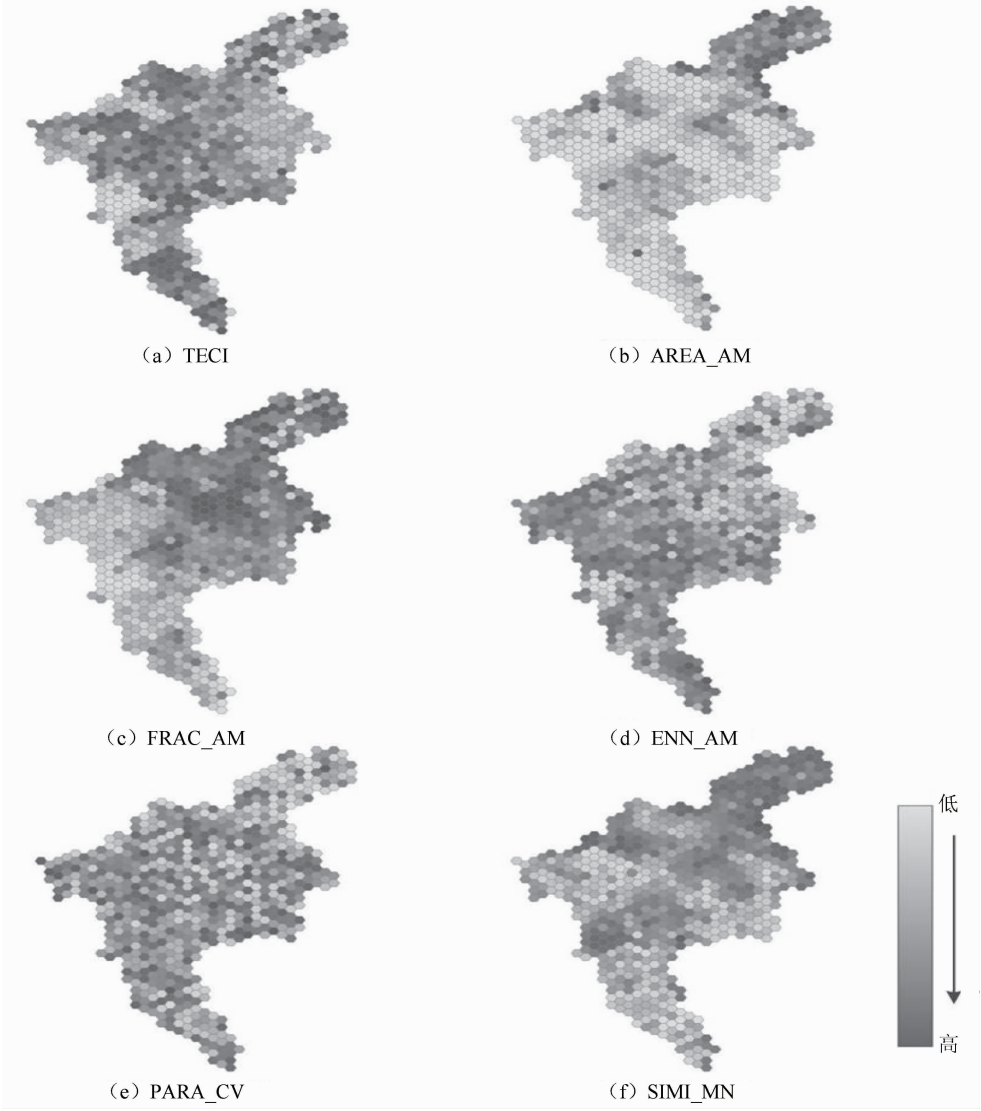 （a）TECI
（b）AREA_AM
（c）FRAC_AM
（d）ENN_AM
低
高
（e）PARA_CV
（f）SIMI_MN